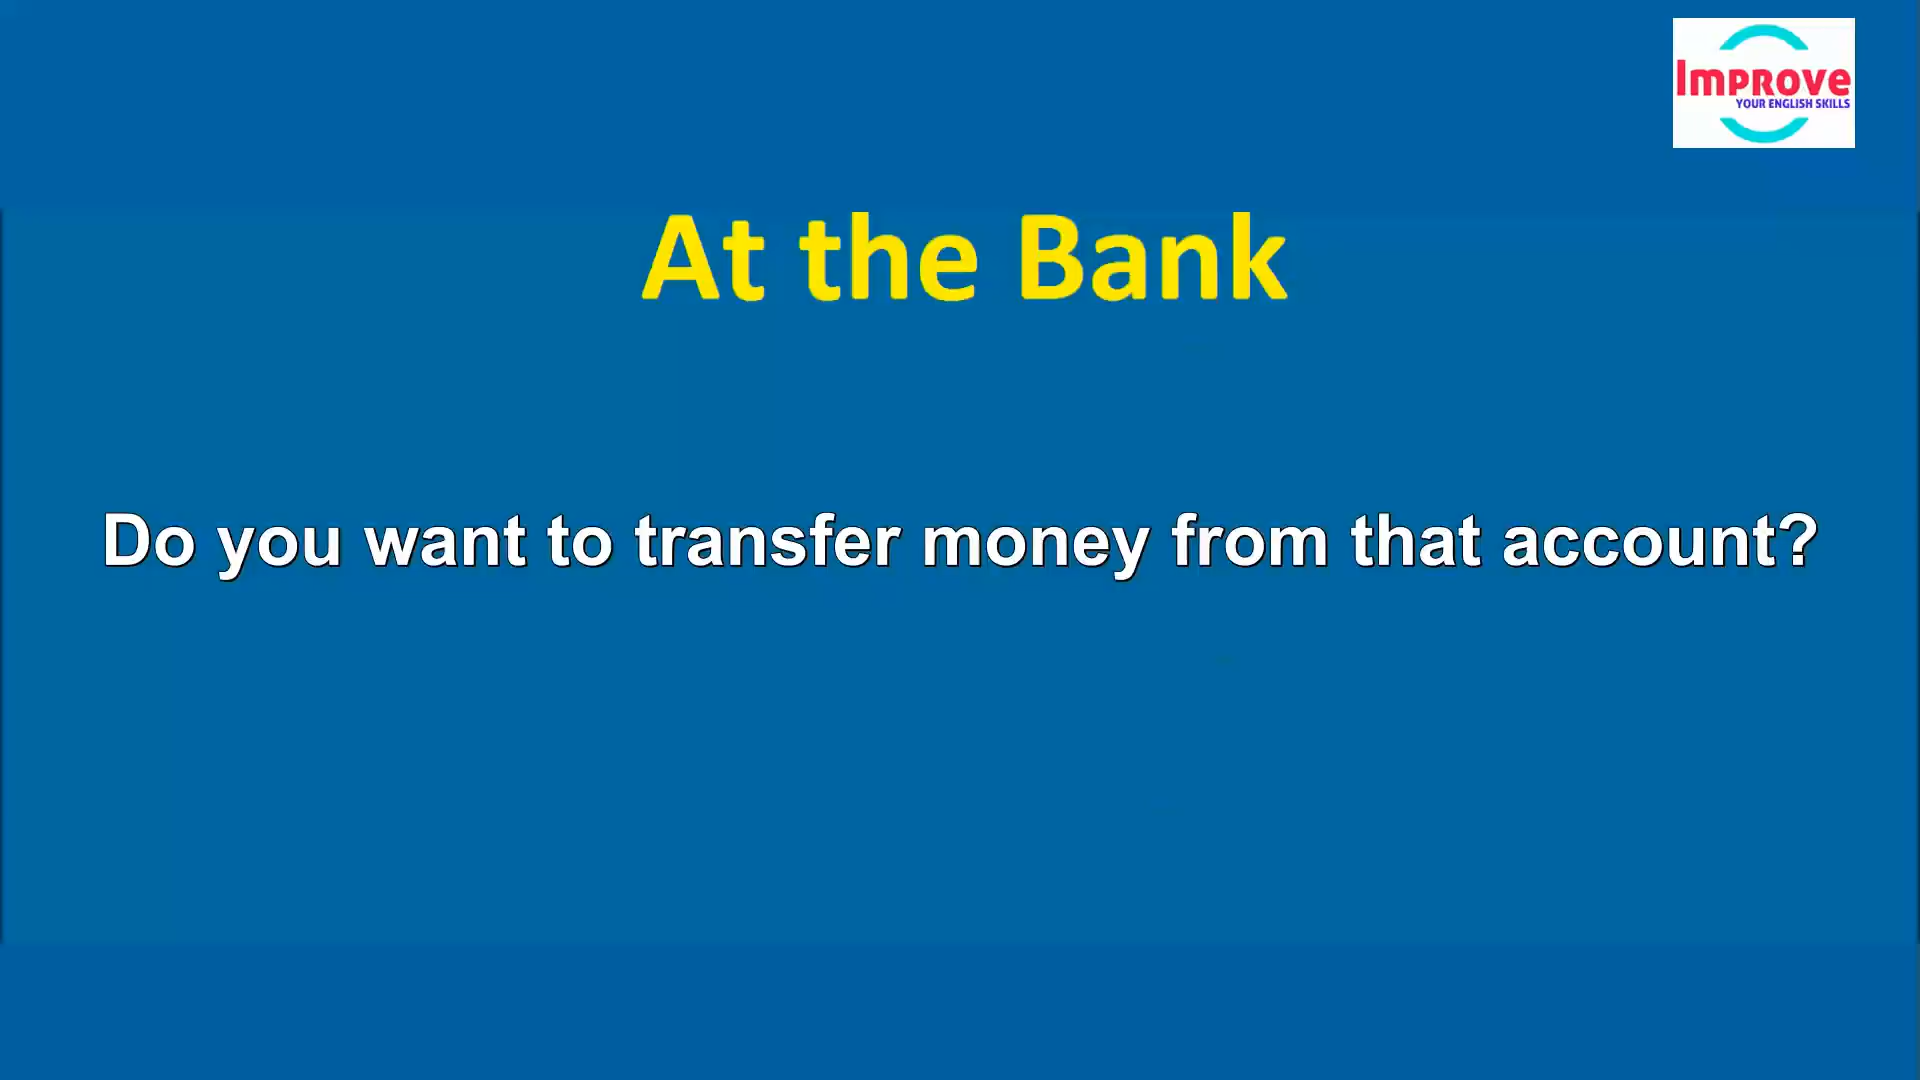 Improve
YOUR ENGLISH SKILLS
At the Bank
Do you want to transfer money from that account?